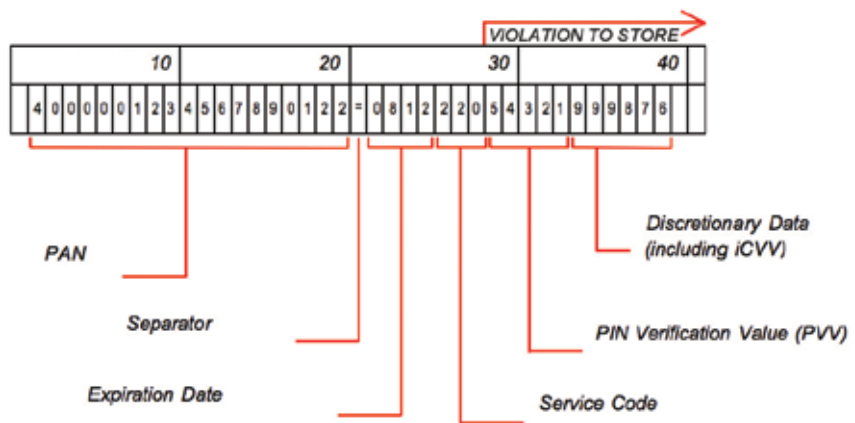 VIOLATION TO STORE
10 20 30 40
4 0 0 0 0 0 1 2 3 4 5 6 7 8 9 0 1 2 2 = 0 8 1 2 2 2 0 5 4 3 2 1 9 9 9 8 7 6
Discretionary Data
(including iCVV)
PAN
Separator
PIN Verification Value (PVV)
Expiration Date
Service Code